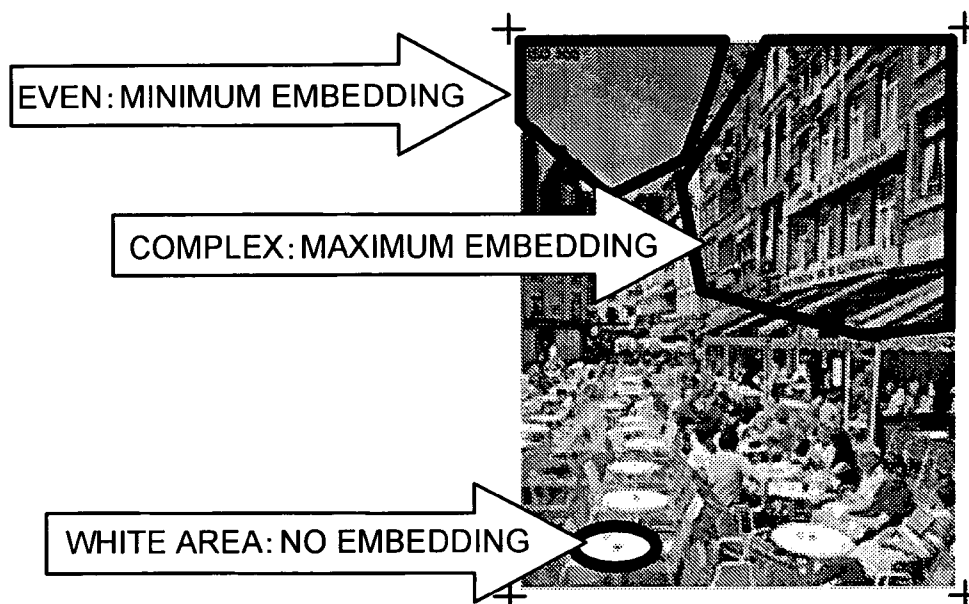 EVEN: MINIMUM EMBEDDING
COMPLEX: MAXIMUM EMBEDDING
WHITE AREA: NO EMBEDDING